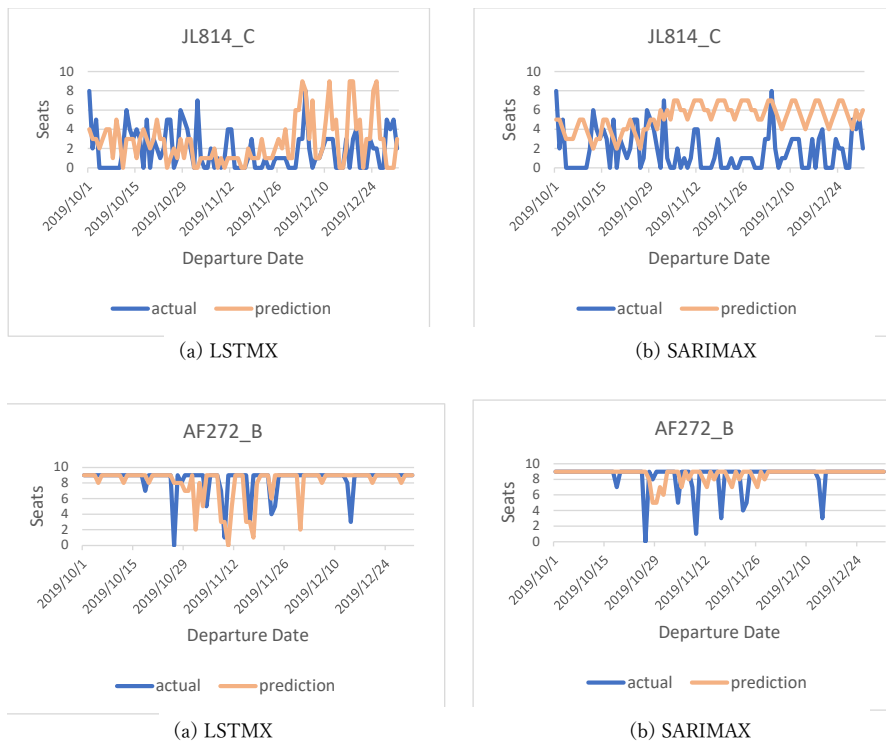 JL814_C
10
8
6
4
2
0
Seats
2019/10/1
2019/10/15
2019/10/29
2019/11/12
2019/11/26
2019/12/10
2019/12/24
Departure Date
actual
prediction
(a) LSTMX
JL814_C
10
8
6
4
2
0
Seats
2019/10/1
2019/10/15
2019/10/29
2019/11/12
2019/11/26
2019/12/10
2019/12/24
Departure Date
actual
prediction
(b) SARIMAX
AF272_B
10
8
6
4
2
0
Seats
2019/10/1
2019/10/15
2019/10/29
2019/11/12
2019/11/26
2019/12/10
2019/12/24
Departure Date
actual
prediction
(a) LSTMX
AF272_B
10
8
6
4
2
0
Seats
2019/10/1
2019/10/15
2019/10/29
2019/11/12
2019/11/26
2019/12/10
2019/12/24
Departure Date
actual
prediction
(b) SARIMAX